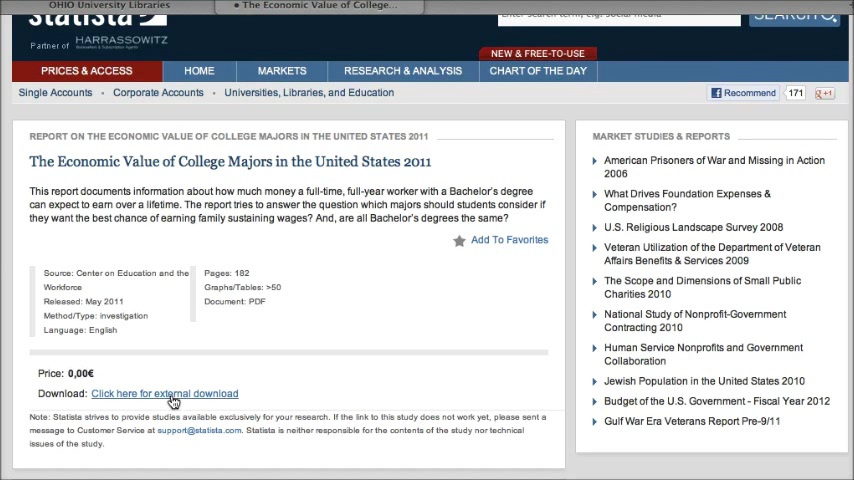 OHIO University Libraries
The Economic Value of College...
statista
Enter search term, e.g. social media
SEARCH
Partner of HARRASSOWITZ
NEW & FREE-TO-USE
PRICES & ACCESS
HOME
MARKETS
RESEARCH & ANALYSIS
CHART OF THE DAY
Single Accounts • Corporate Accounts • Universities, Libraries, and Education
Recommend 171 +1
REPORT ON THE ECONOMIC VALUE OF COLLEGE MAJORS IN THE UNITED STATES 2011
The Economic Value of College Majors in the United States 2011
This report documents information about how much money a full-time, full-year worker with a Bachelor's degree
can expect to earn over a lifetime. The report tries to answer the question which majors should students consider if
they want the best chance of earning family sustaining wages? And, are all Bachelor's degrees the same?
Add To Favorites
Source: Center on Education and the
Workforce
Released: May 2011
Method/Type: investigation
Language: English
Pages: 182
Graphs/Tables: >50
Document: PDF
Price: 0,00€
Download: Click here for external download
Note: Statista strives to provide studies available exclusively for your research. If the link to this study does not work yet, please sent a
message to Customer Service at support@statista.com. Statista is neither responsible for the contents of the study nor technical
issues of the study.
MARKET STUDIES & REPORTS
American Prisoners of War and Missing in Action
2006
What Drives Foundation Expenses &
Compensation?
U.S. Religious Landscape Survey 2008
Veteran Utilization of the Department of Veteran
Affairs Benefits & Services 2009
The Scope and Dimensions of Small Public
Charities 2010
National Study of Nonprofit-Government
Contracting 2010
Human Service Nonprofits and Government
Collaboration
Jewish Population in the United States 2010
Budget of the U.S. Government - Fiscal Year 2012
Gulf War Era Veterans Report Pre-9/11